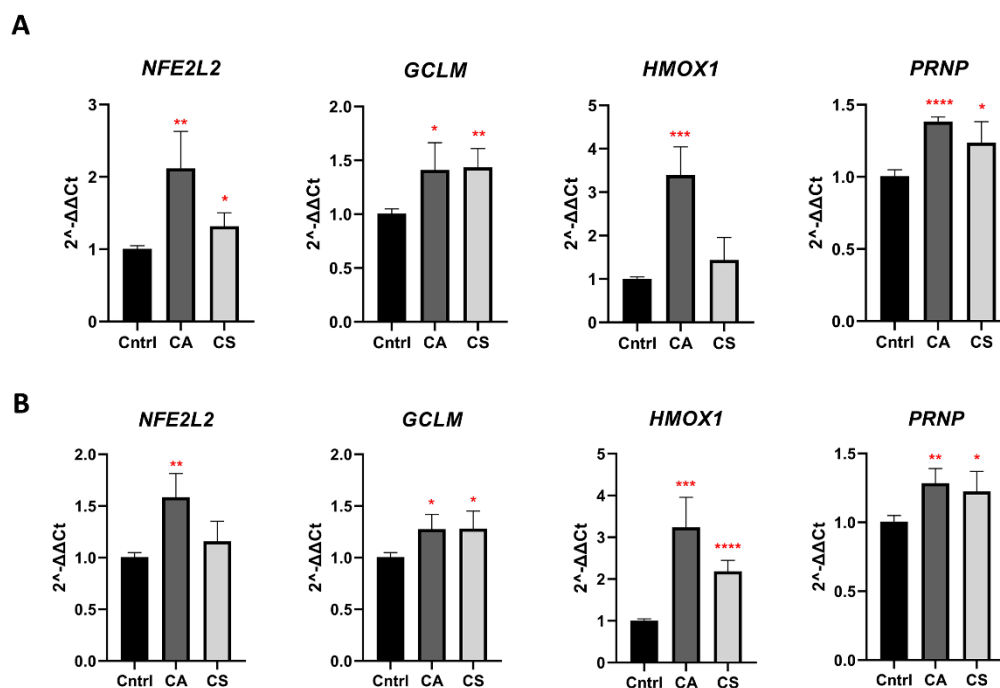 A
NFE2L2 GCLM HMOX1 PRNP
** * ** *** **** *
*
2^-ΔΔCt 2^-ΔΔCt 2^-ΔΔCt 2^-ΔΔCt
3 2.0 5 1.5
4
2 1.5 3 1.0
1.0 2
1 0.5 1 0.5
0 0.0 0 0.0
Cntrl CA CS Cntrl CA CS Cntrl CA CS Cntrl CA CS
B
NFE2L2 GCLM HMOX1 PRNP
** * * *** **** ** *
2^-ΔΔCt 2^-ΔΔCt 2^-ΔΔCt 2^-ΔΔCt
2.0 2.0 5 1.5
4
1.5 1.5 3 1.0
1.0 1.0 2
0.5 0.5 1 0.5
0.0 0.0 0 0.0
Cntrl CA CS Cntrl CA CS Cntrl CA CS Cntrl CA CS